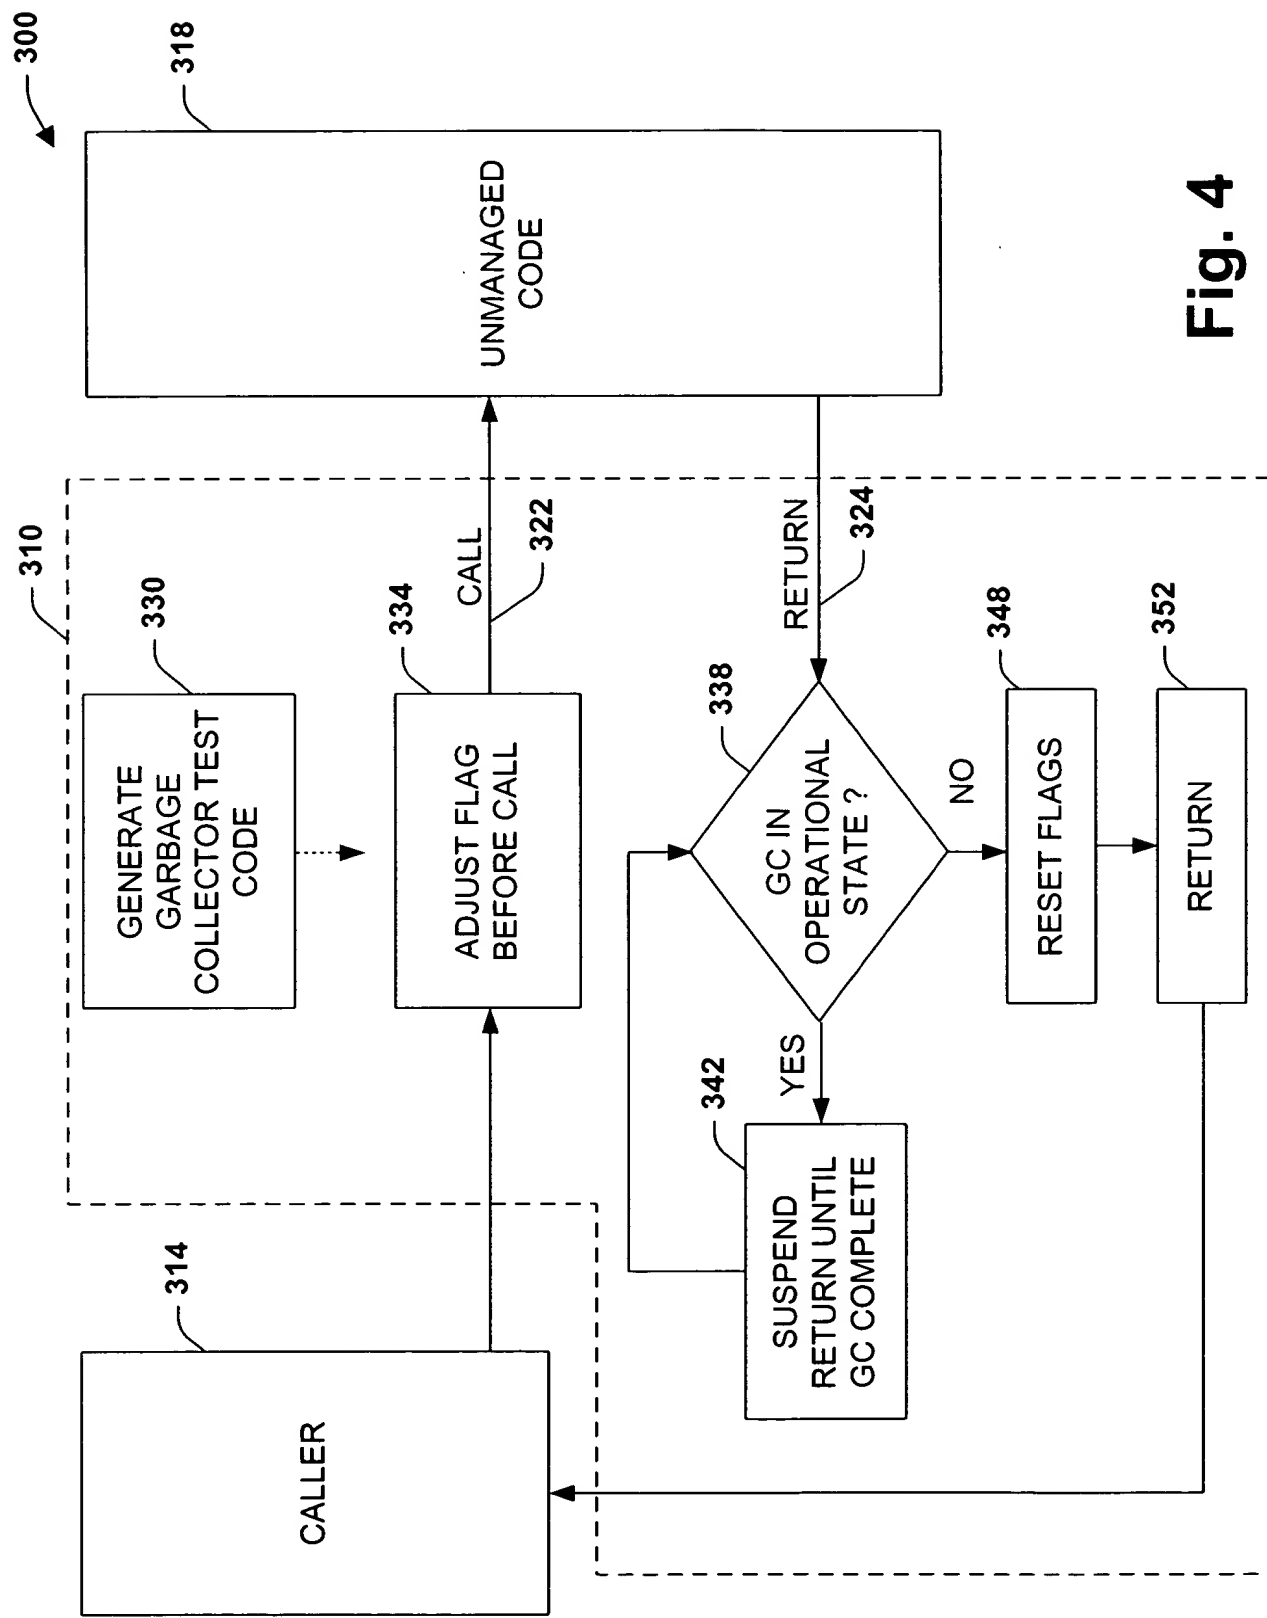 300
310
318
330
GENERATE
GARBAGE
COLLECTOR TEST
CODE
314
CALLER
334
ADJUST FLAG
BEFORE CALL
CALL
322
UNMANAGED
CODE
RETURN
324
338
GC IN
OPERATIONAL
STATE ?
YES
342
SUSPEND
RETURN UNTIL
GC COMPLETE
NO
348
RESET FLAGS
352
RETURN
Fig. 4